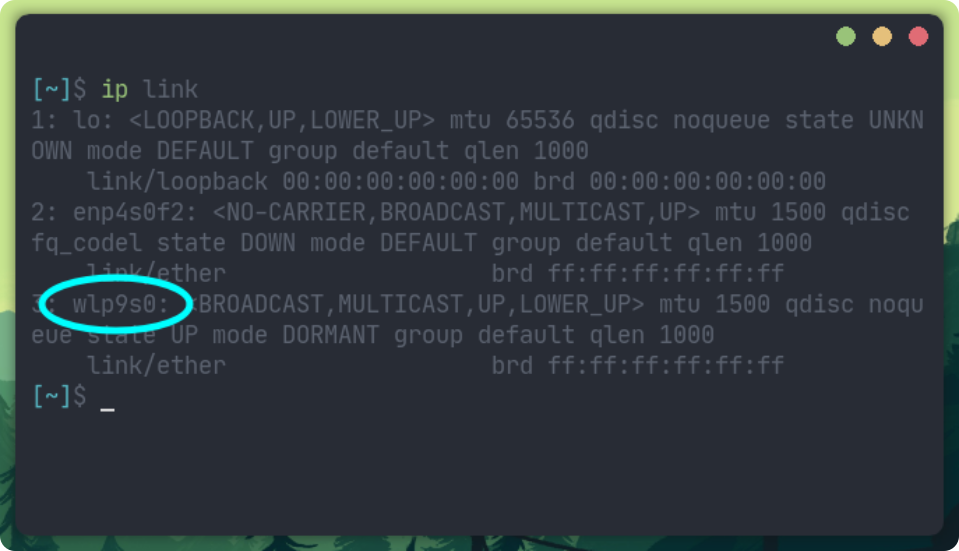 [~]$ ip link
1: lo: <LOOPBACK,UP,LOWER_UP> mtu 65536 qdisc noqueue state UNKN
OWN mode DEFAULT group default qlen 1000
    link/loopback 00:00:00:00:00:00 brd 00:00:00:00:00:00
2: enp4s0f2: <NO-CARRIER,BROADCAST,MULTICAST,UP> mtu 1500 qdisc
fq_codel state DOWN mode DEFAULT group default qlen 1000
    link/ether                   brd ff:ff:ff:ff:ff:ff
3: wlp9s0: <BROADCAST,MULTICAST,UP,LOWER_UP> mtu 1500 qdisc noqu
eue state UP mode DORMANT group default qlen 1000
    link/ether                   brd ff:ff:ff:ff:ff:ff
[~]$ _